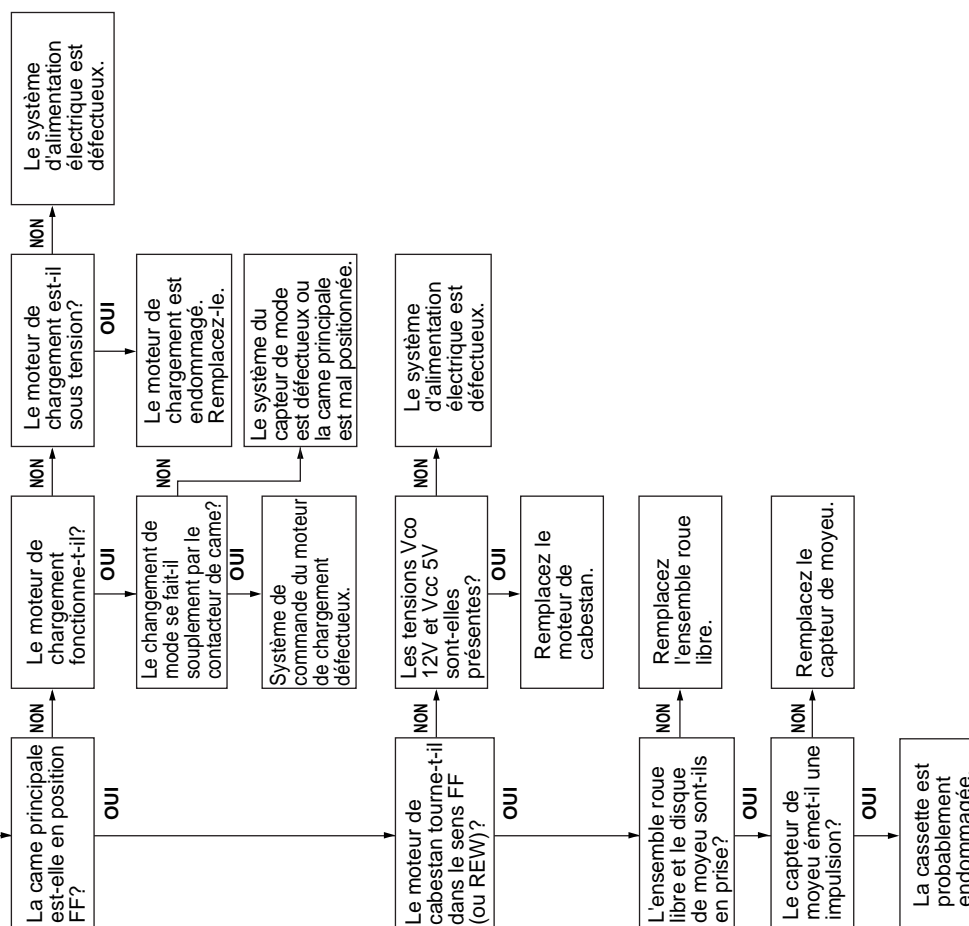 La came principale
est-elle en position
FF?
NON
OUI
Le moteur de
chargement
fonctionne-t-il?
NON
OUI
Le moteur de
chargement est-il
sous tension?
NON
OUI
Le système
d'alimentation
électrique est
défectueux.
Le moteur de
chargement est
endommagé.
Remplacez-le.
Le changement de
mode se fait-il
souplement par le
contacteur de came?
NON
OUI
Le système du
capteur de mode
est défectueux ou
la came principale
est mal positionnée.
Système de
commande du moteur
de chargement
défectueux.
Le moteur de
cabestan tourne-t-il
dans le sens FF
(ou REW)?
NON
OUI
Les tensions Vco
12V et Vcc 5V
sont-elles
présentes?
NON
OUI
Le système
d'alimentation
électrique est
défectueux.
Remplacez le
moteur de
cabestan.
L'ensemble roue
libre et le disque
de moyeu sont-ils
en prise?
NON
OUI
Remplacez
l'ensemble roue
libre.
Le capteur de
moyeu émet-il une
impulsion?
NON
OUI
Remplacez le
capteur de moyeu.
La cassette est
probablement
endommagée.